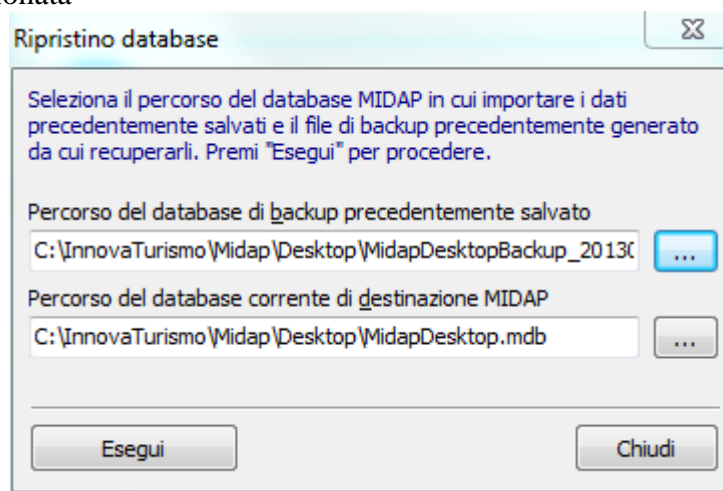 Ripristino database
Seleziona il percorso del database MIDAP in cui importare i dati
precedentemente salvati e il file di backup precedentemente generato
da cui recuperarli. Premi "Esegui" per procedere.
Percorso del database di backup precedentemente salvato
C:\InnovaTurismo\Midap\Desktop\MidapDesktopBackup_2013
...
Percorso del database corrente di destinazione MIDAP
C:\InnovaTurismo\Midap\Desktop\MidapDesktop.mdb
...
Esegui
Chiudi